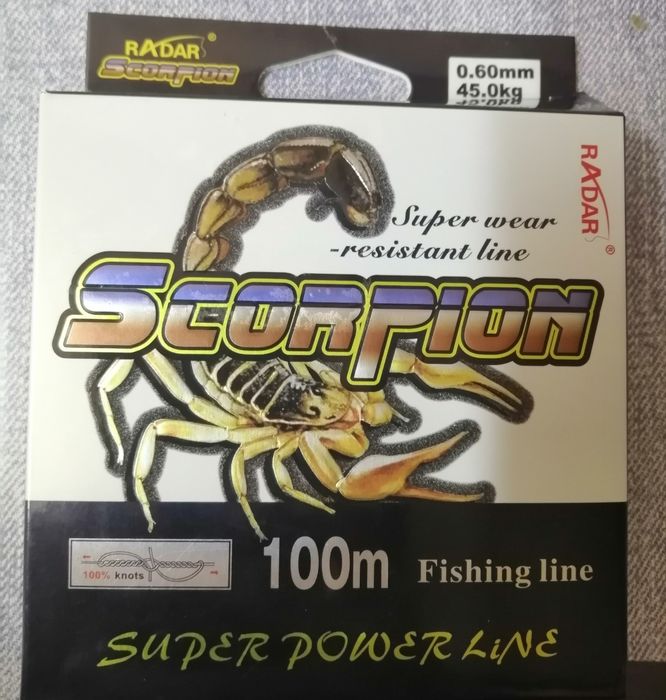 RADAR®
SCORPION
0.60mm
45.0kg
RADAR®
Super wear
-resistant line
SCORPION
100% knots
100m Fishing line
SUPER POWER LiNE